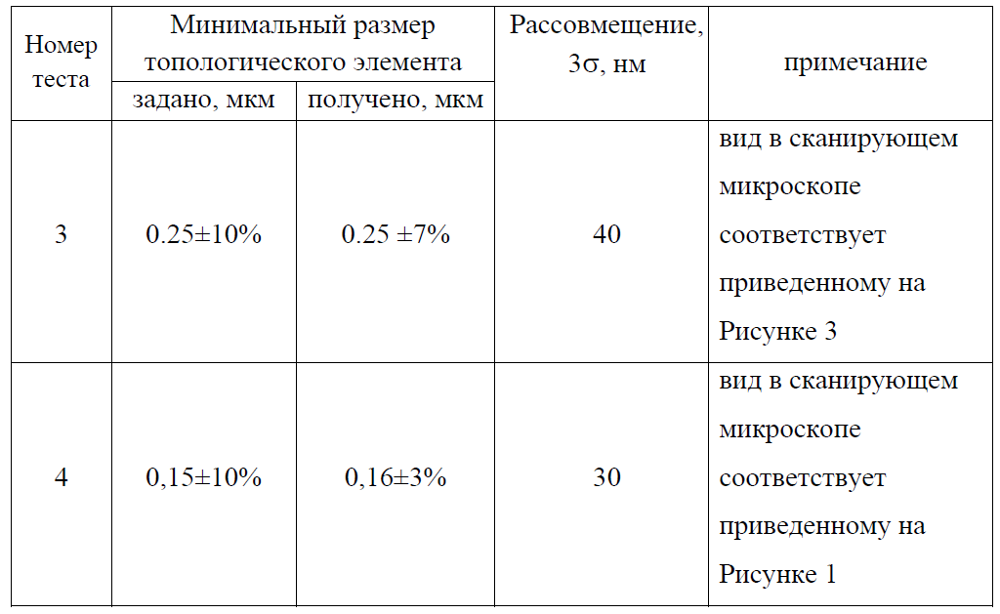 Номер
теста
Минимальный размер
топологического элемента
задано, мкм
получено, мкм
Рассовмещение,
3σ, нм
примечание
3
0.25±10%
0.25 ±7%
40
вид в сканирующем
микроскопе
соответствует
приведенному на
Рисунке 3
4
0,15±10%
0,16±3%
30
вид в сканирующем
микроскопе
соответствует
приведенному на
Рисунке 1